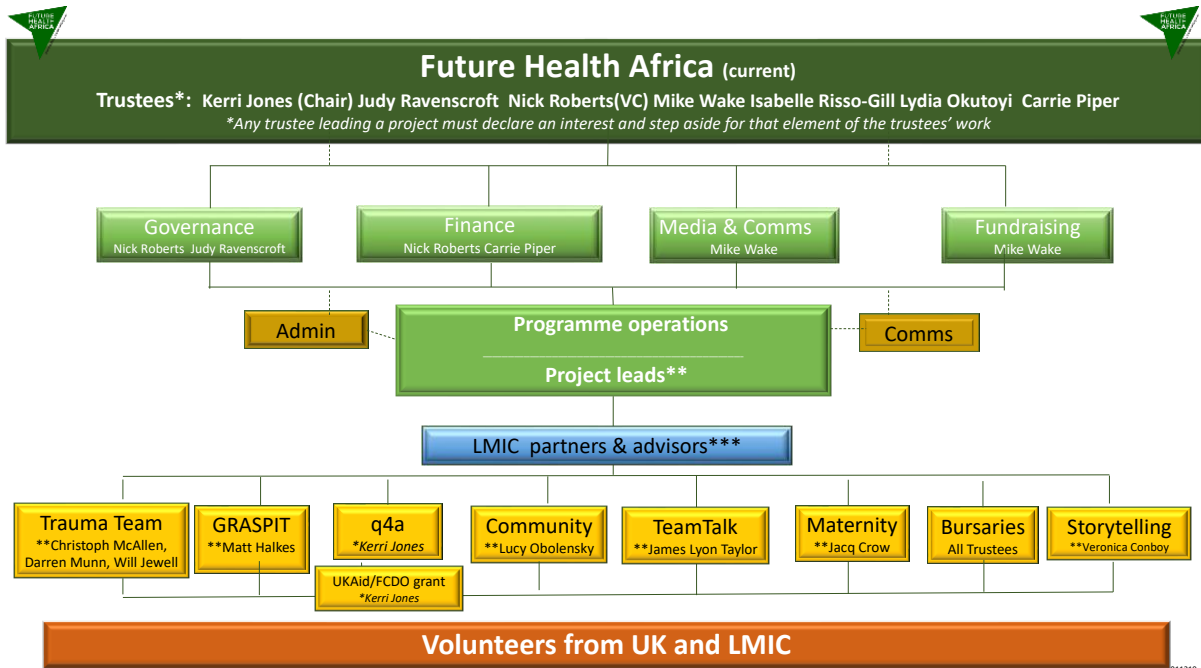 FUTURE
HEALTH
AFRICA
FUTURE
HEALTH
AFRICA
Future Health Africa (current)
Trustees*: Kerri Jones (Chair) Judy Ravenscroft Nick Roberts(VC) Mike Wake Isabelle Risso-Gill Lydia Okutoyi Carrie Piper
*Any trustee leading a project must declare an interest and step aside for that element of the trustees' work
Governance
Nick Roberts Judy Ravenscroft
Finance
Nick Roberts Carrie Piper
Media & Comms
Mike Wake
Fundraising
Mike Wake
Admin
Programme operations
Project leads**
Comms
LMIC partners & advisors***
Trauma Team
**Christoph McAllen,
Darren Munn, Will Jewell
GRASPIT
**Matt Halkes
q4a
*Kerri Jones
UKAid/FCDO grant
*Kerri Jones
Community
**Lucy Obolensky
TeamTalk
**James Lyon Taylor
Maternity
**Jacq Crow
Bursaries
All Trustees
Storytelling
**Veronica Conboy
Volunteers from UK and LMIC